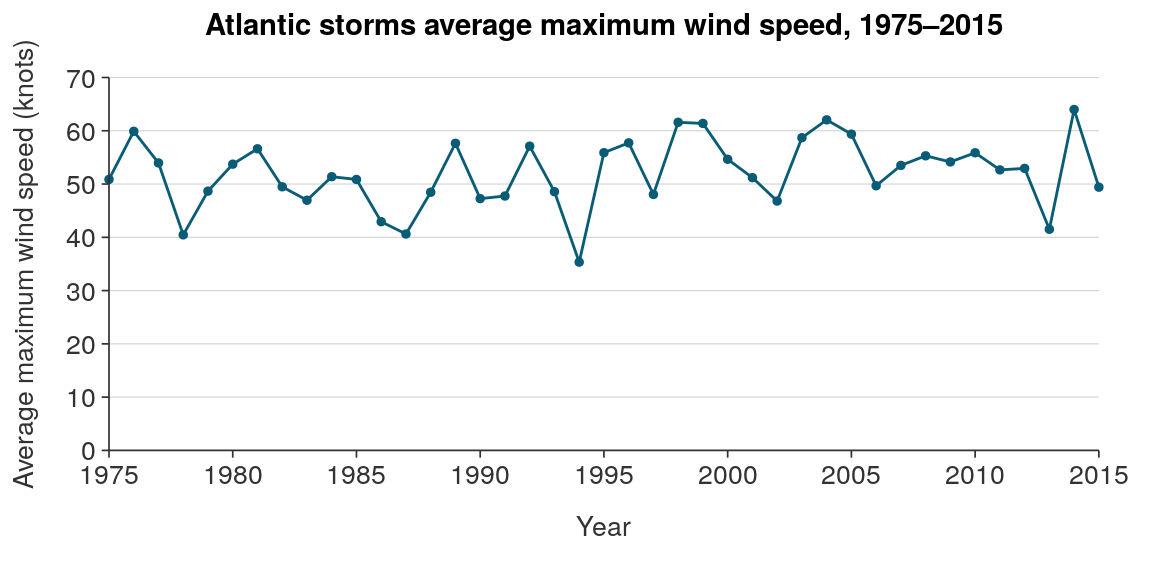 Atlantic storms average maximum wind speed, 1975–2015
Average maximum wind speed (knots)
70
60
50
40
30
20
10
0
1975 1980 1985 1990 1995 2000 2005 2010 2015
Year